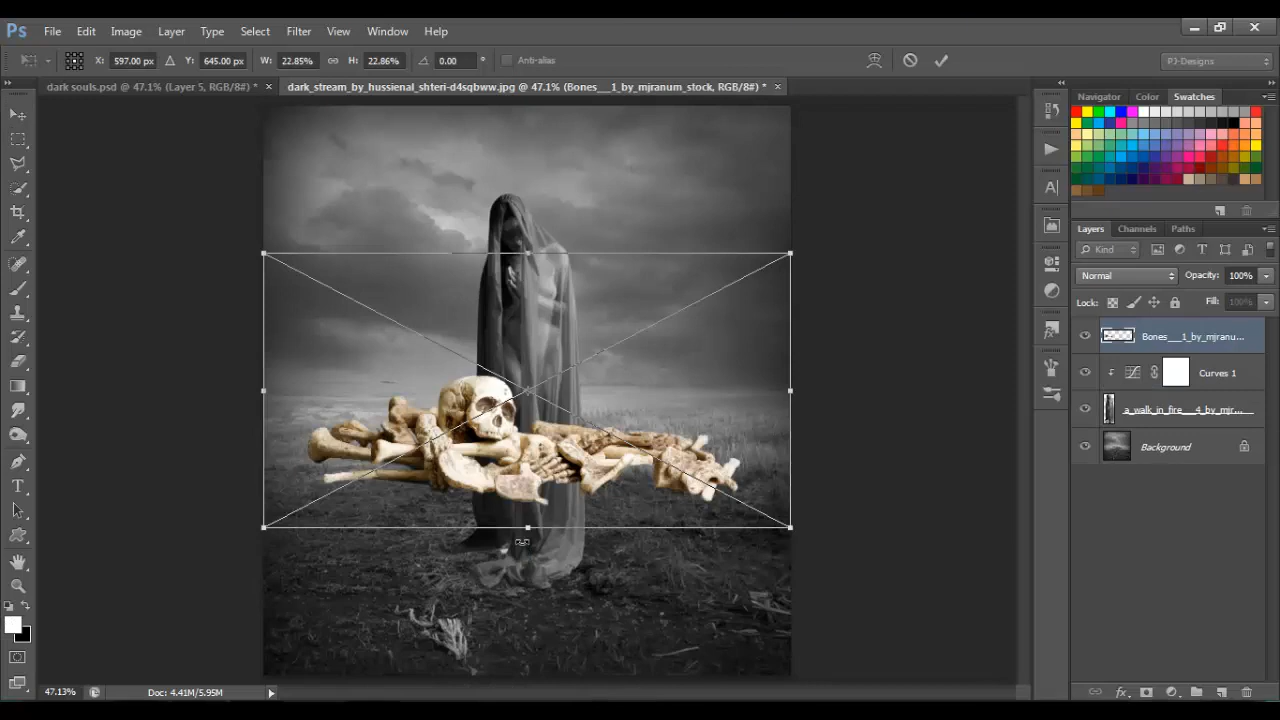 Ps File Edit Image Layer Type Select Filter View Window Help
X: 597.00 px Y: 645.00 px W: 22.85% H: 22.86% 0.00 ° Anti-alias PJ-Designs
dark souls.psd @ 47.1% (Layer 5, RGB/8#) * × dark_stream_by_hussienal_shteri-d4sqbww.jpg @ 47.1% (Bones___1_by_mjranum_stock, RGB/8#) * ×
Navigator Color Swatches
Layers Channels Paths
Kind
Normal Opacity: 100%
Lock: Fill: 100%
Bones___1_by_mjranu...
Curves 1
a_walk_in_fire___4_by_mjr...
Background
47.13% Doc: 4.41M/5.95M